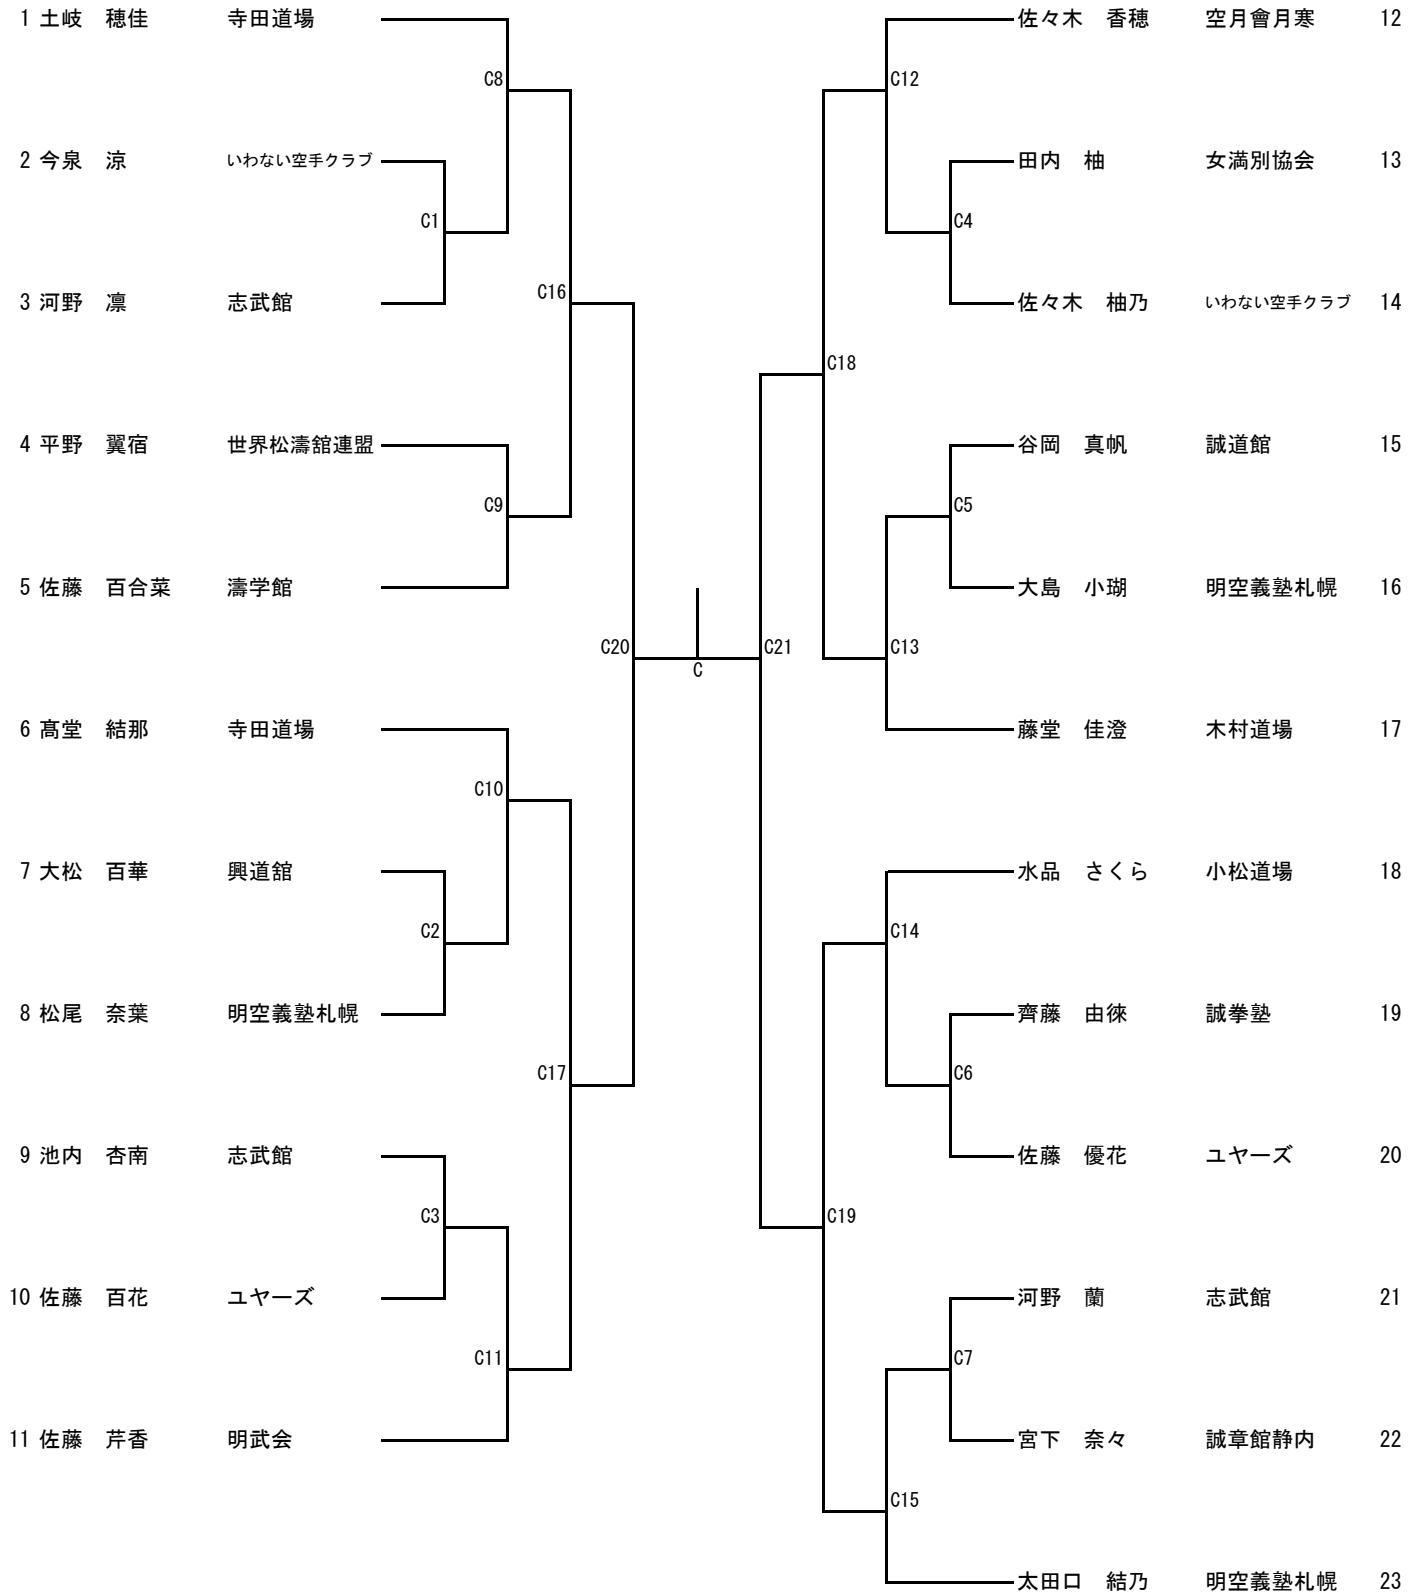 1 土岐　穂佳　寺田道場
C8
2 今泉　涼　いわない空手クラブ
C1
3 河野　凛　志武館
C16
4 平野　翼宿　世界松濤舘連盟
C9
5 佐藤　百合菜　濤学館
C20
6 髙堂　結那　寺田道場
C10
7 大松　百華　興道舘
C2
8 松尾　奈葉　明空義塾札幌
C17
9 池内　杏南　志武館
C3
10 佐藤　百花　ユヤーズ
C11
11 佐藤　芹香　明武会
C
佐々木　香穂　空月會月寒　12
C12
田内　柚　女満別協会　13
C4
佐々木　柚乃　いわない空手クラブ　14
C18
谷岡　真帆　誠道館　15
C5
大島　小瑚　明空義塾札幌　16
C21
C13
藤堂　佳澄　木村道場　17
水品　さくら　小松道場　18
C14
齊藤　由徠　誠拳塾　19
C6
佐藤　優花　ユヤーズ　20
C19
河野　蘭　志武館　21
C7
宮下　奈々　誠章館静内　22
C15
太田口　結乃　明空義塾札幌　23